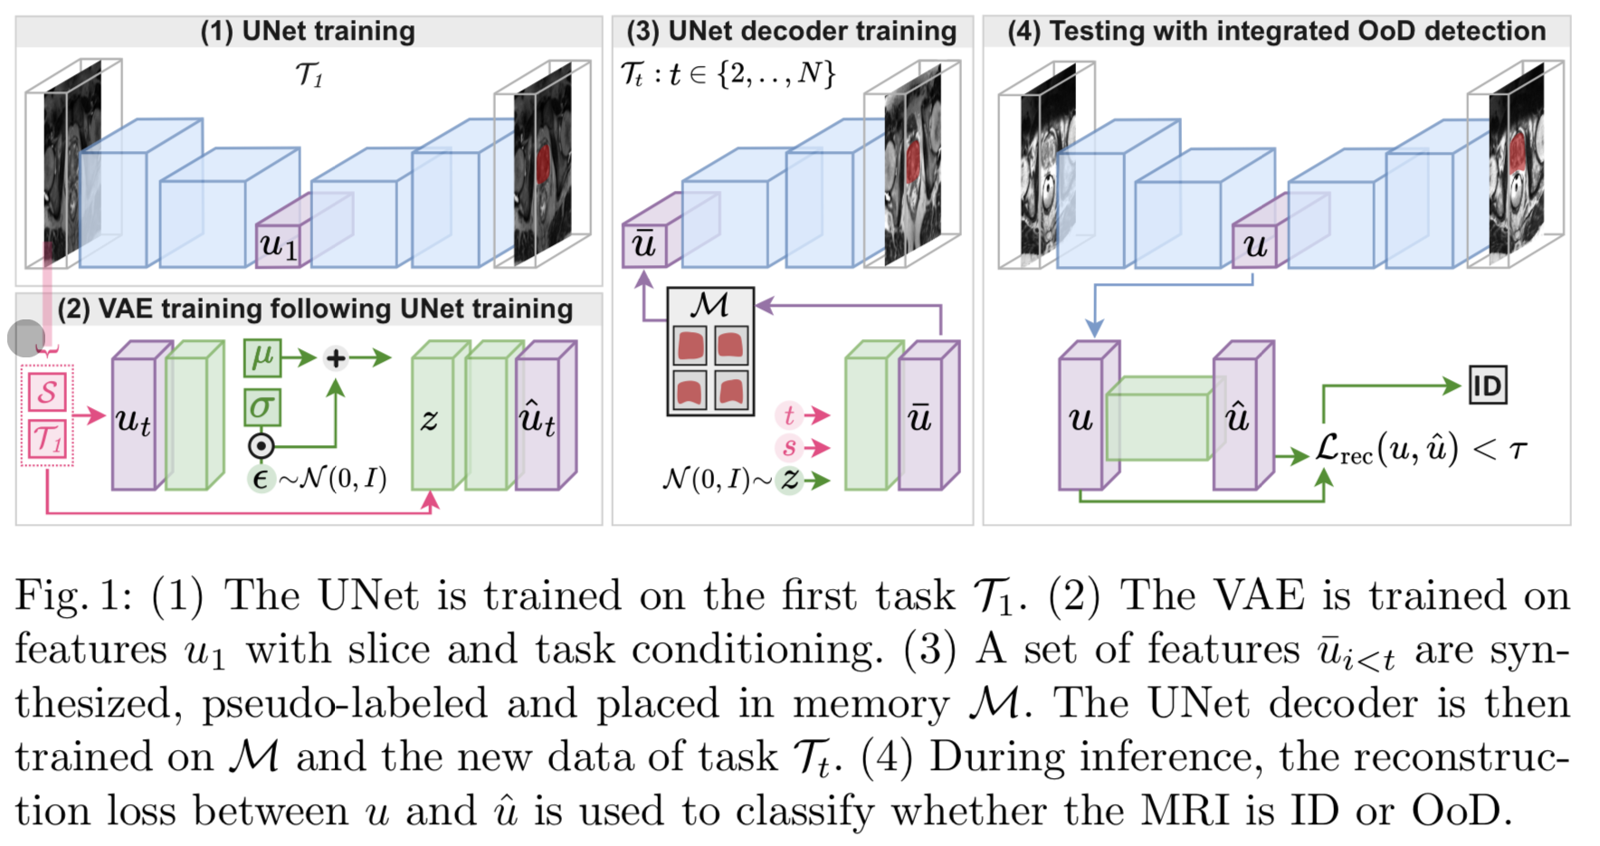 (1) UNet training
𝒯₁
u₁
(2) VAE training following UNet training
𝒮
𝒯₁
uₜ
μ
+
σ
ϵ ~𝒩(0, I)
z
ûₜ
(3) UNet decoder training
𝒯ₜ : t ∈ {2,..,N}
ū
ℳ
t
s
𝒩(0, I)~ z
ū
(4) Testing with integrated OoD detection
u
u
û
ID
ℒ_rec(u, û) < τ
Fig. 1: (1) The UNet is trained on the first task 𝒯₁. (2) The VAE is trained on
features u₁ with slice and task conditioning. (3) A set of features ū_{i<t} are syn-
thesized, pseudo-labeled and placed in memory ℳ. The UNet decoder is then
trained on ℳ and the new data of task 𝒯ₜ. (4) During inference, the reconstruc-
tion loss between u and û is used to classify whether the MRI is ID or OoD.